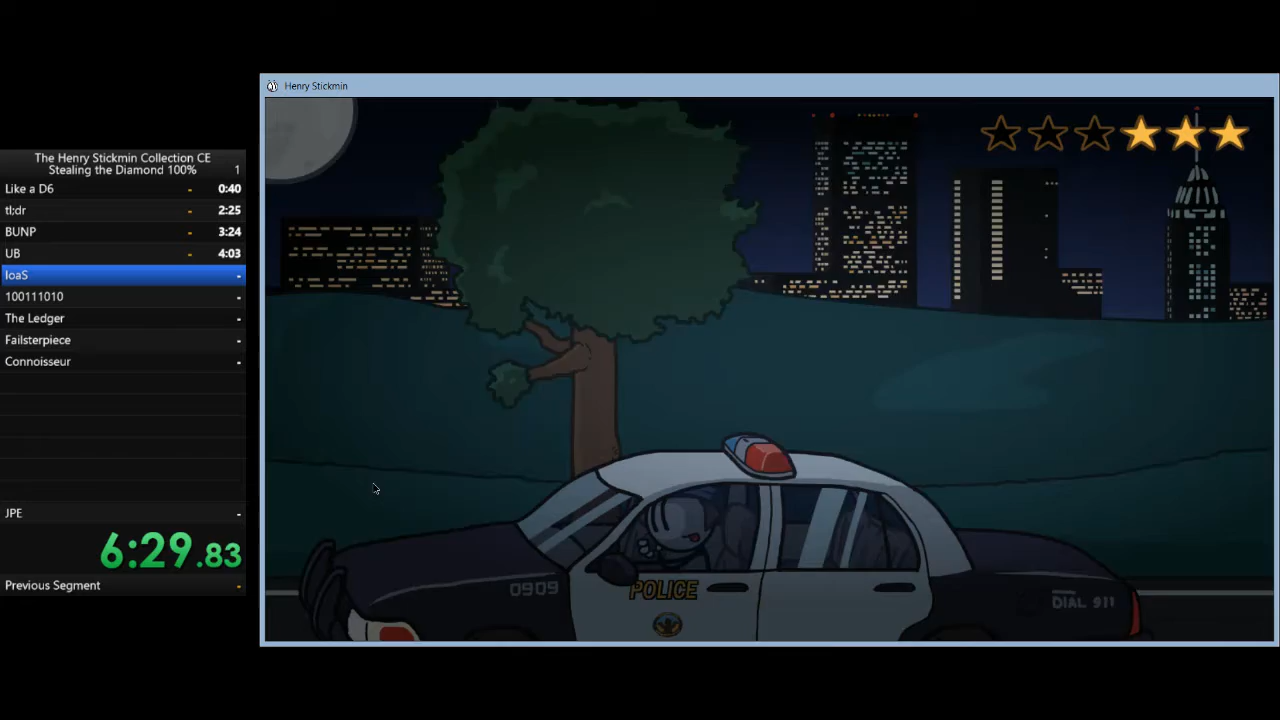 Henry Stickmin
The Henry Stickmin Collection CE
Stealing the Diamond 100% 1
Like a D6 - 0:40
tl;dr - 2:25
BUNP - 3:24
UB - 4:03
IoaS -
100111010 -
The Ledger -
Failsterpiece -
Connoisseur -
JPE -
6:29.83
Previous Segment -
0909
POLICE
DIAL 911